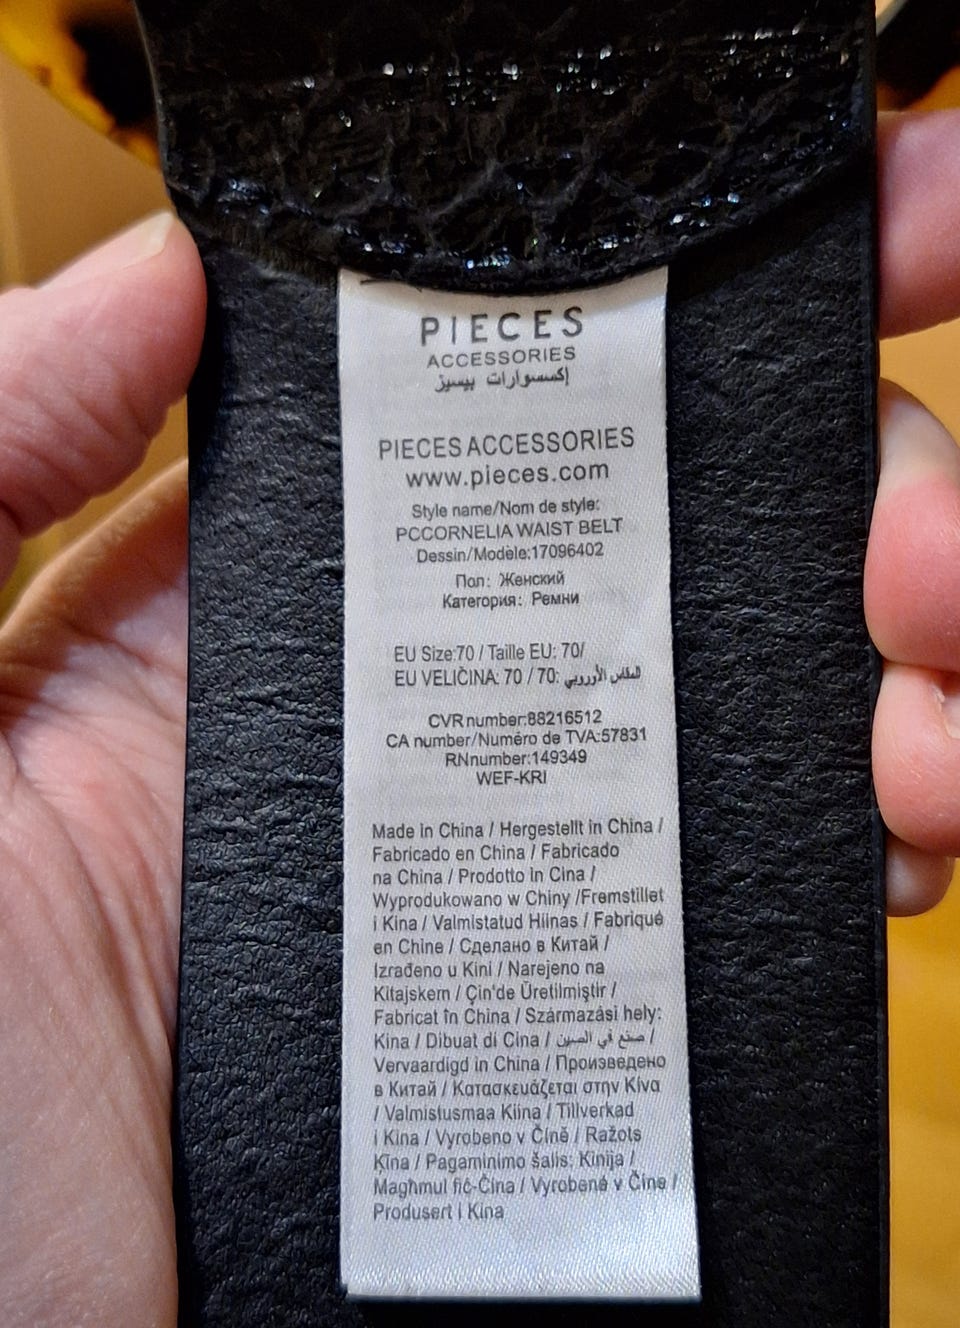 PIECES
ACCESSORIES
إكسسوارات بيسيز
PIECES ACCESSORIES
www.pieces.com
Style name/Nom de style:
PCCORNELIA WAIST BELT
Dessin/Modèle:17096402
Пол: Женский
Категория: Ремни
EU Size:70 / Taille EU: 70/
EU VELIČINA: 70 / 70: المقاس الأوروبي
CVR number:88216512
CA number/Numéro de TVA:57831
RNnumber:149349
WEF-KRI
Made in China / Hergestellt in China /
Fabricado en China / Fabricado
na China / Prodotto in Cina /
Wyprodukowano w Chiny /Fremstillet
i Kina / Valmistatud Hiinas / Fabriqué
en Chine / Сделано в Китай /
Izrađeno u Kini / Narejeno na
Kitajskem / Çin'de Üretilmiştir /
Fabricat în China / Származási hely:
Kina / Dibuat di Cina / صنع في الصين /
Vervaardigd in China / Произведено
в Китай / Κατασκευάζεται στην Κίνα
/ Valmistusmaa Kiina / Tillverkad
i Kina / Vyrobeno v Číně / Ražots
Ķīna / Pagaminimo šalis: Kinija /
Magħmul fiċ-Ċina / Vyrobené v Číne /
Produsert i Kina